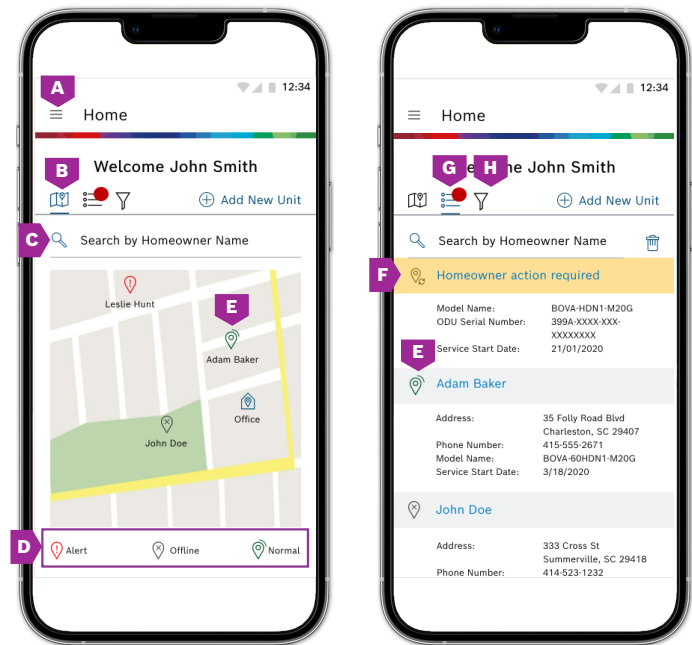 A
12:34
Home
Welcome John Smith
B
Add New Unit
C
Search by Homeowner Name
Leslie Hunt
E
Adam Baker
Office
John Doe
D
Alert
Offline
Normal
12:34
Home
G
H
me John Smith
Add New Unit
Search by Homeowner Name
F
Homeowner action required
Model Name: BOVA-HDN1-M20G
ODU Serial Number: 399A-XXXX-XXX-
XXXXXXXX
Service Start Date: 21/01/2020
E
Adam Baker
Address: 35 Folly Road Blvd
Charleston, SC 29407
Phone Number: 415-555-2671
Model Name: BOVA-60HDN1-M20G
Service Start Date: 3/18/2020
John Doe
Address: 333 Cross St
Summerville, SC 29418
Phone Number: 414-523-1232